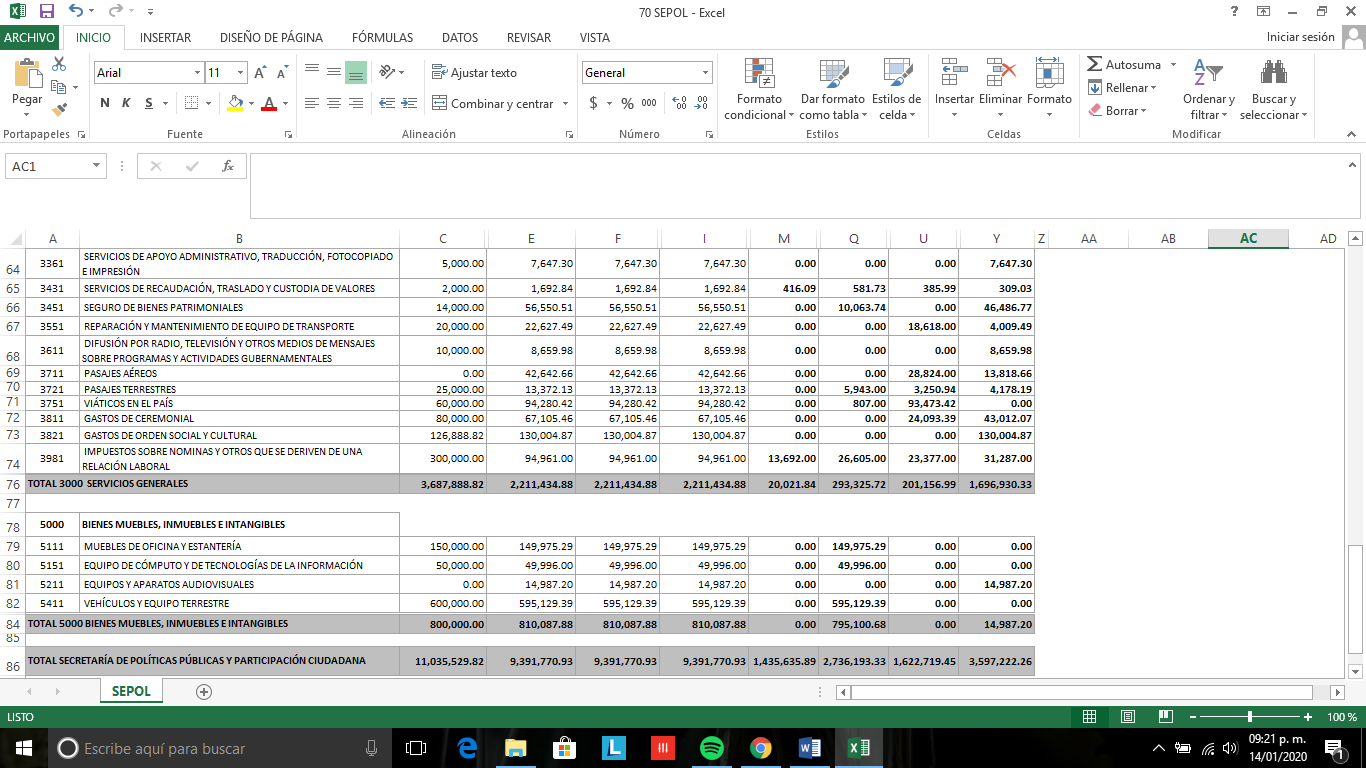 70 SEPOL - Excel
ARCHIVO INICIO INSERTAR DISEÑO DE PÁGINA FÓRMULAS DATOS REVISAR VISTA Iniciar sesión
Pegar Arial 11 Ajustar texto General Formato condicional Dar formato como tabla Estilos de celda Insertar Eliminar Formato Autosuma Rellenar Borrar Ordenar y filtrar Buscar y seleccionar
N K S Combinar y centrar $ % 000
Portapapeles Fuente Alineación Número Estilos Celdas Modificar
AC1 fx
A B C E F I M Q U Y Z AA AB AC AD
64 3361 SERVICIOS DE APOYO ADMINISTRATIVO, TRADUCCIÓN, FOTOCOPIADO E IMPRESIÓN 5,000.00 7,647.30 7,647.30 7,647.30 0.00 0.00 0.00 7,647.30
65 3431 SERVICIOS DE RECAUDACIÓN, TRASLADO Y CUSTODIA DE VALORES 2,000.00 1,692.84 1,692.84 1,692.84 416.09 581.73 385.99 309.03
66 3451 SEGURO DE BIENES PATRIMONIALES 14,000.00 56,550.51 56,550.51 56,550.51 0.00 10,063.74 0.00 46,486.77
67 3551 REPARACIÓN Y MANTENIMIENTO DE EQUIPO DE TRANSPORTE 20,000.00 22,627.49 22,627.49 22,627.49 0.00 0.00 18,618.00 4,009.49
68 3611 DIFUSIÓN POR RADIO, TELEVISIÓN Y OTROS MEDIOS DE MENSAJES SOBRE PROGRAMAS Y ACTIVIDADES GUBERNAMENTALES 10,000.00 8,659.98 8,659.98 8,659.98 0.00 0.00 0.00 8,659.98
69 3711 PASAJES AÉREOS 0.00 42,642.66 42,642.66 42,642.66 0.00 0.00 28,824.00 13,818.66
70 3721 PASAJES TERRESTRES 25,000.00 13,372.13 13,372.13 13,372.13 0.00 5,943.00 3,250.94 4,178.19
71 3751 VIÁTICOS EN EL PAÍS 60,000.00 94,280.42 94,280.42 94,280.42 0.00 807.00 93,473.42 0.00
72 3811 GASTOS DE CEREMONIAL 80,000.00 67,105.46 67,105.46 67,105.46 0.00 0.00 24,093.39 43,012.07
73 3821 GASTOS DE ORDEN SOCIAL Y CULTURAL 126,888.82 130,004.87 130,004.87 130,004.87 0.00 0.00 0.00 130,004.87
74 3981 IMPUESTOS SOBRE NOMINAS Y OTROS QUE SE DERIVEN DE UNA RELACIÓN LABORAL 300,000.00 94,961.00 94,961.00 94,961.00 13,692.00 26,605.00 23,377.00 31,287.00
76 TOTAL 3000 SERVICIOS GENERALES 3,687,888.82 2,211,434.88 2,211,434.88 2,211,434.88 20,021.84 293,325.72 201,156.99 1,696,930.33
77
78 5000 BIENES MUEBLES, INMUEBLES E INTANGIBLES
79 5111 MUEBLES DE OFICINA Y ESTANTERÍA 150,000.00 149,975.29 149,975.29 149,975.29 0.00 149,975.29 0.00 0.00
80 5151 EQUIPO DE CÓMPUTO Y DE TECNOLOGÍAS DE LA INFORMACIÓN 50,000.00 49,996.00 49,996.00 49,996.00 0.00 49,996.00 0.00 0.00
81 5211 EQUIPOS Y APARATOS AUDIOVISUALES 0.00 14,987.20 14,987.20 14,987.20 0.00 0.00 0.00 14,987.20
82 5411 VEHÍCULOS Y EQUIPO TERRESTRE 600,000.00 595,129.39 595,129.39 595,129.39 0.00 595,129.39 0.00 0.00
84 TOTAL 5000 BIENES MUEBLES, INMUEBLES E INTANGIBLES 800,000.00 810,087.88 810,087.88 810,087.88 0.00 795,100.68 0.00 14,987.20
85
86 TOTAL SECRETARÍA DE POLÍTICAS PÚBLICAS Y PARTICIPACIÓN CIUDADANA 11,035,529.82 9,391,770.93 9,391,770.93 9,391,770.93 1,435,635.89 2,736,193.33 1,622,719.45 3,597,222.26
SEPOL
LISTO 100 %
Escribe aquí para buscar 09:21 p. m.
14/01/2020 1